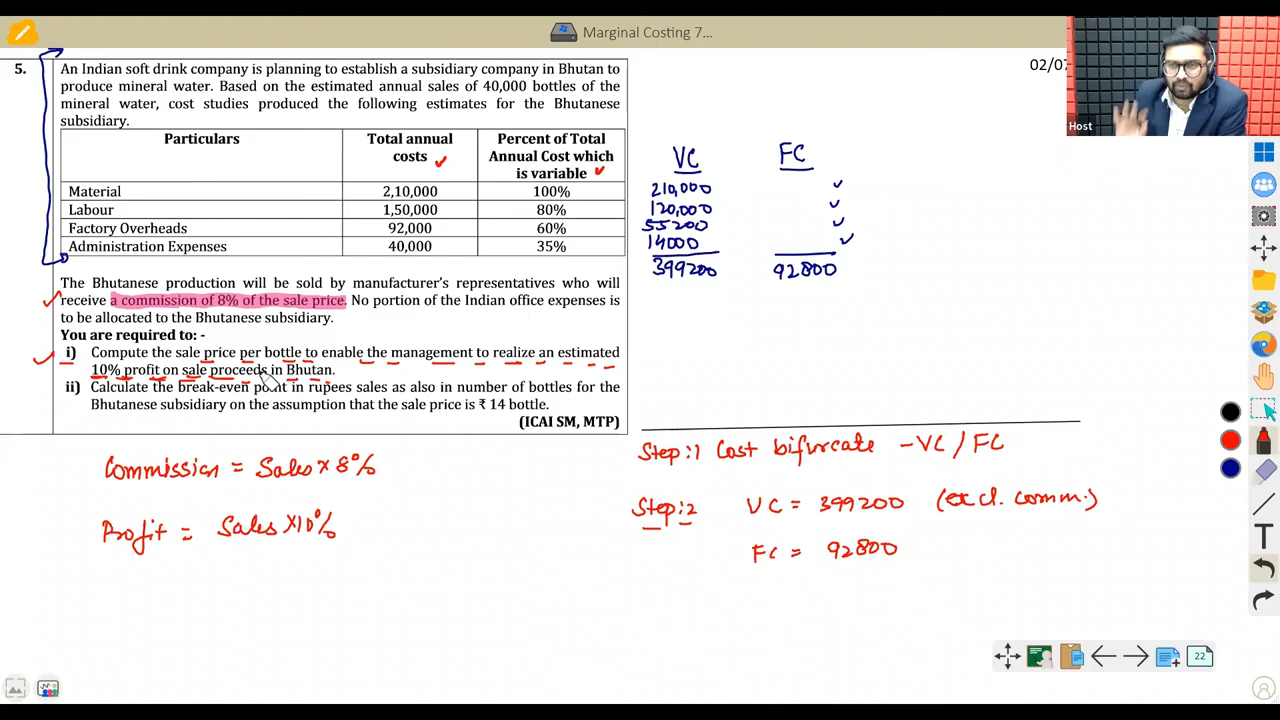 Marginal Costing 7...
02/07
Host
5. An Indian soft drink company is planning to establish a subsidiary company in Bhutan to
produce mineral water. Based on the estimated annual sales of 40,000 bottles of the
mineral water, cost studies produced the following estimates for the Bhutanese
subsidiary.
Particulars Total annual costs Percent of Total Annual Cost which is variable
Material 2,10,000 100%
Labour 1,50,000 80%
Factory Overheads 92,000 60%
Administration Expenses 40,000 35%
The Bhutanese production will be sold by manufacturer's representatives who will
receive a commission of 8% of the sale price. No portion of the Indian office expenses is
to be allocated to the Bhutanese subsidiary.
You are required to: -
i) Compute the sale price per bottle to enable the management to realize an estimated
10% profit on sale proceeds in Bhutan.
ii) Calculate the break-even point in rupees sales as also in number of bottles for the
Bhutanese subsidiary on the assumption that the sale price is ₹ 14 bottle.
(ICAI SM, MTP)
VC FC
210,000
120,000
55200
14000
399200 92800
Commission = Sales × 8%
Profit = Sales × 10%
Step:1 Cost bifurcate - VC / FC
Step:2 VC = 399200 (excl. comm.)
FC = 92800
22